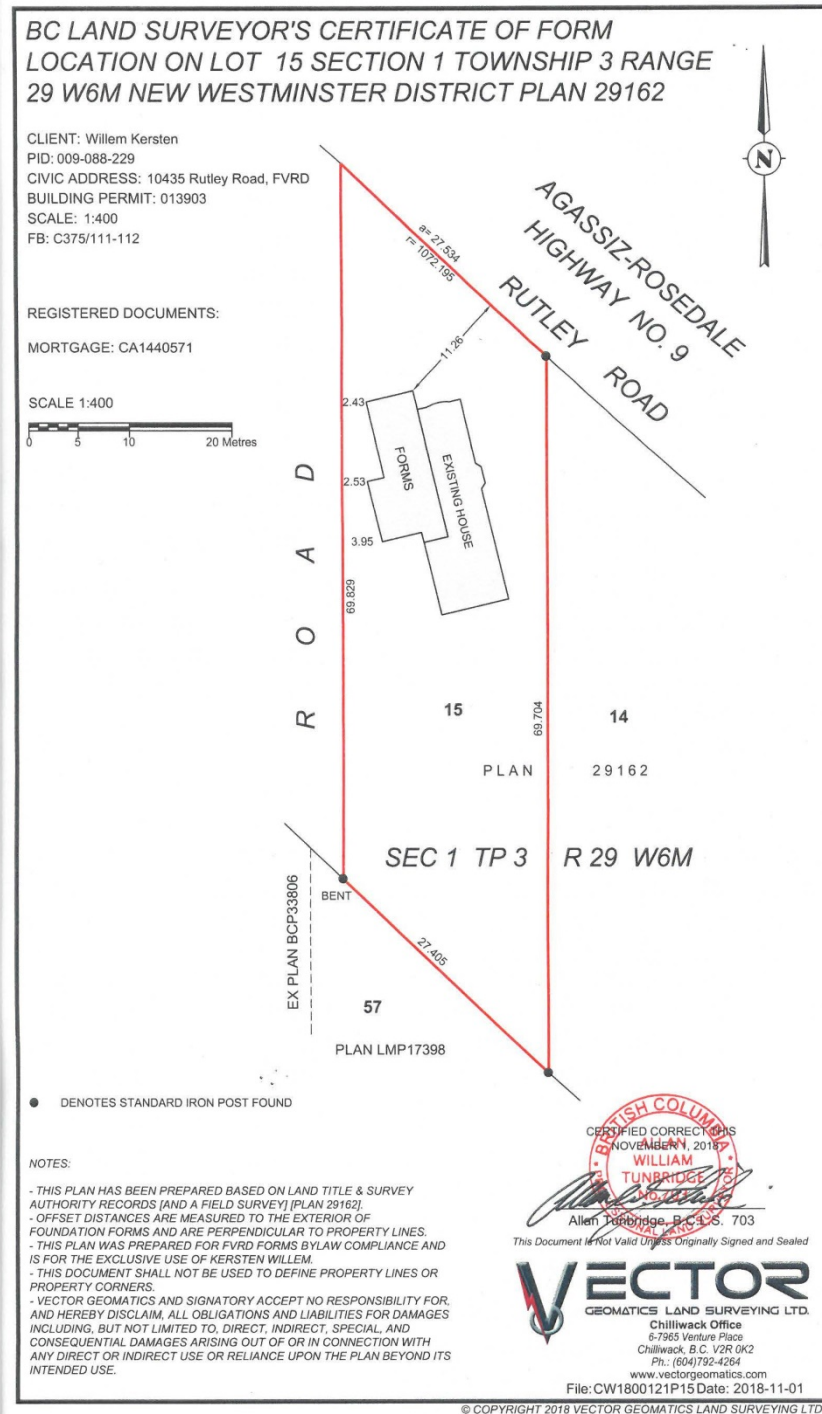 BC LAND SURVEYOR'S CERTIFICATE OF FORM
LOCATION ON LOT 15 SECTION 1 TOWNSHIP 3 RANGE
29 W6M NEW WESTMINSTER DISTRICT PLAN 29162
CLIENT: Willem Kersten
PID: 009-088-229
CIVIC ADDRESS: 10435 Rutley Road, FVRD
BUILDING PERMIT: 013903
SCALE: 1:400
FB: C375/111-112
REGISTERED DOCUMENTS:
MORTGAGE: CA1440571
SCALE 1:400
0 5 10 20 Metres
N
AGASSIZ-ROSEDALE
HIGHWAY NO. 9
RUTLEY ROAD
a= 27.534
r= 1072.195
11.26
2.43
2.53
3.95
FORMS
EXISTING HOUSE
ROAD
69.829
69.704
15
14
PLAN 29162
SEC 1 TP 3 R 29 W6M
BENT
EX PLAN BCP33806
27.405
57
PLAN LMP17398
DENOTES STANDARD IRON POST FOUND
NOTES:
- THIS PLAN HAS BEEN PREPARED BASED ON LAND TITLE & SURVEY
AUTHORITY RECORDS [AND A FIELD SURVEY] [PLAN 29162].
- OFFSET DISTANCES ARE MEASURED TO THE EXTERIOR OF
FOUNDATION FORMS AND ARE PERPENDICULAR TO PROPERTY LINES.
- THIS PLAN WAS PREPARED FOR FVRD FORMS BYLAW COMPLIANCE AND
IS FOR THE EXCLUSIVE USE OF KERSTEN WILLEM.
- THIS DOCUMENT SHALL NOT BE USED TO DEFINE PROPERTY LINES OR
PROPERTY CORNERS.
- VECTOR GEOMATICS AND SIGNATORY ACCEPT NO RESPONSIBILITY FOR,
AND HEREBY DISCLAIM, ALL OBLIGATIONS AND LIABILITIES FOR DAMAGES
INCLUDING, BUT NOT LIMITED TO, DIRECT, INDIRECT, SPECIAL, AND
CONSEQUENTIAL DAMAGES ARISING OUT OF OR IN CONNECTION WITH
ANY DIRECT OR INDIRECT USE OR RELIANCE UPON THE PLAN BEYOND ITS
INTENDED USE.
CERTIFIED CORRECT THIS
NOVEMBER 1, 2018
BRITISH COLUMBIA
ALLAN
WILLIAM
TUNBRIDGE
No.703
PROFESSIONAL LAND SURVEYOR
Allan Tunbridge, B.C.L.S. 703
This Document Is Not Valid Unless Originally Signed and Sealed
VECTOR
GEOMATICS LAND SURVEYING LTD.
Chilliwack Office
6-7965 Venture Place
Chilliwack, B.C. V2R 0K2
Ph.: (604)792-4264
www.vectorgeomatics.com
File:CW1800121P15 Date: 2018-11-01
© COPYRIGHT 2018 VECTOR GEOMATICS LAND SURVEYING LTD